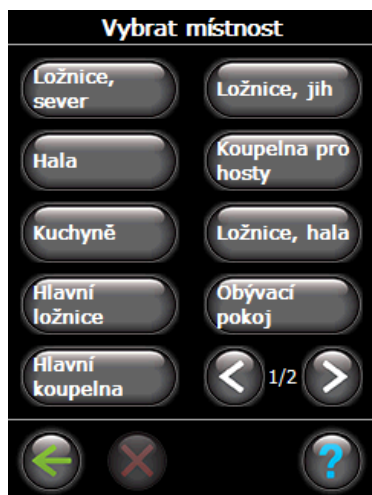 Vybrat místnost
Ložnice,
sever
Ložnice, jih
Hala
Koupelna pro
hosty
Kuchyně
Ložnice, hala
Hlavní
ložnice
Obývací
pokoj
Hlavní
koupelna
1/2
?